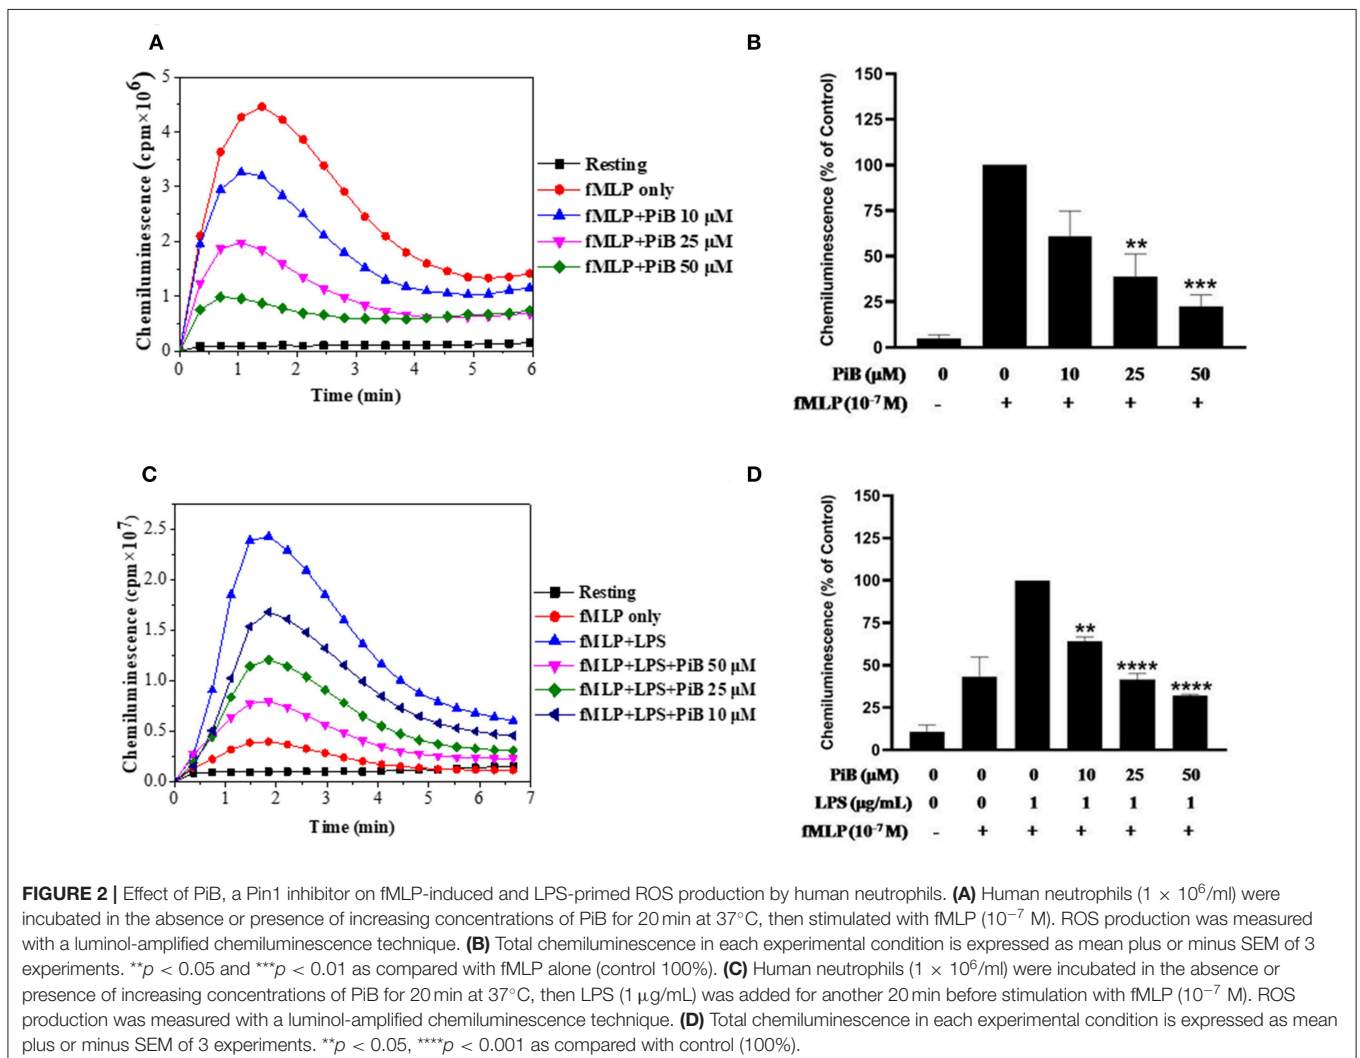 A
Chemiluminescence (cpm×10⁶)
5
4
3
2
1
0
0 1 2 3 4 5 6
Time (min)
Resting
fMLP only
fMLP+PiB 10 µM
fMLP+PiB 25 µM
fMLP+PiB 50 µM
B
Chemiluminescence (% of Control)
150
125
100
75
50
25
0
**
***
PiB (µM) 0 0 10 25 50
fMLP (10⁻⁷ M) - + + + +
C
Chemiluminescence (cpm×10⁷)
2.5
2.0
1.5
1.0
0.5
0.0
0 1 2 3 4 5 6 7
Time (min)
Resting
fMLP only
fMLP+LPS
fMLP+LPS+PiB 50 µM
fMLP+LPS+PiB 25 µM
fMLP+LPS+PiB 10 µM
D
Chemiluminescence (% of Control)
150
125
100
75
50
25
0
**
****
****
PiB (µM) 0 0 0 10 25 50
LPS (µg/mL) 0 0 1 1 1 1
fMLP (10⁻⁷ M) - + + + + +
FIGURE 2 | Effect of PiB, a Pin1 inhibitor on fMLP-induced and LPS-primed ROS production by human neutrophils. (A) Human neutrophils (1 × 10⁶/ml) were
incubated in the absence or presence of increasing concentrations of PiB for 20 min at 37°C, then stimulated with fMLP (10⁻⁷ M). ROS production was measured
with a luminol-amplified chemiluminescence technique. (B) Total chemiluminescence in each experimental condition is expressed as mean plus or minus SEM of 3
experiments. **p < 0.05 and ***p < 0.01 as compared with fMLP alone (control 100%). (C) Human neutrophils (1 × 10⁶/ml) were incubated in the absence or
presence of increasing concentrations of PiB for 20 min at 37°C, then LPS (1 µg/mL) was added for another 20 min before stimulation with fMLP (10⁻⁷ M). ROS
production was measured with a luminol-amplified chemiluminescence technique. (D) Total chemiluminescence in each experimental condition is expressed as mean
plus or minus SEM of 3 experiments. **p < 0.05, ****p < 0.001 as compared with control (100%).